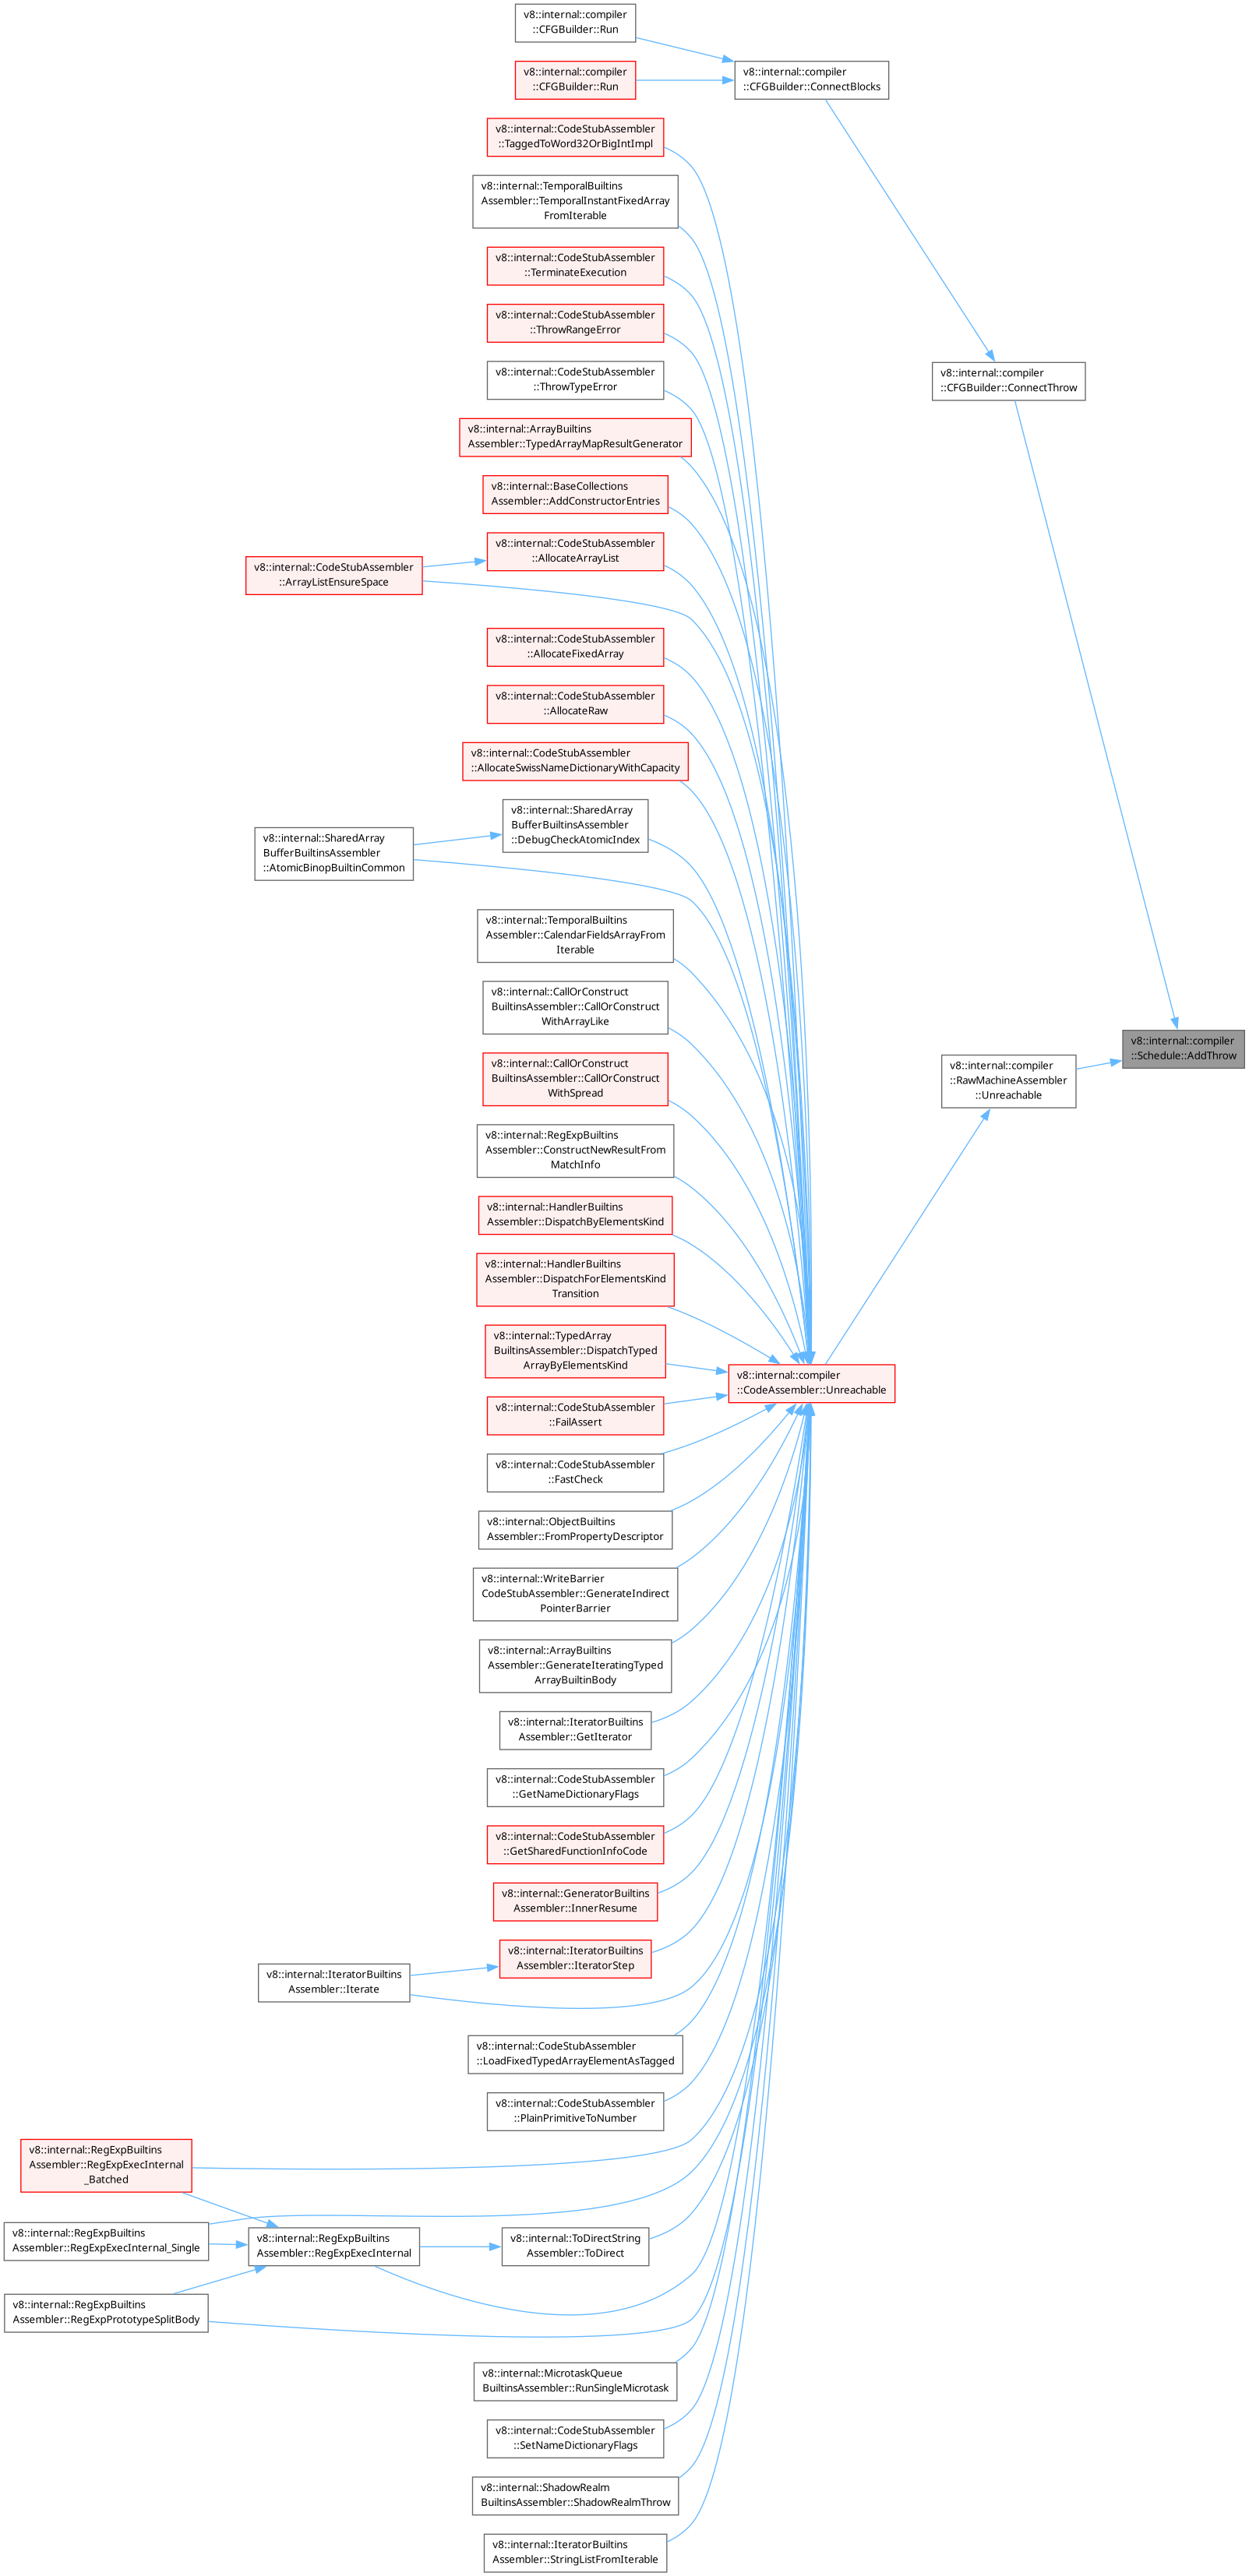 v8::internal::compiler
::CFGBuilder::Run
v8::internal::compiler
::CFGBuilder::ConnectBlocks
v8::internal::compiler
::CFGBuilder::Run
v8::internal::CodeStubAssembler
::TaggedToWord32OrBigIntImpl
v8::internal::TemporalBuiltins
Assembler::TemporalInstantFixedArray
FromIterable
v8::internal::CodeStubAssembler
::TerminateExecution
v8::internal::CodeStubAssembler
::ThrowRangeError
v8::internal::CodeStubAssembler
::ThrowTypeError
v8::internal::compiler
::CFGBuilder::ConnectThrow
v8::internal::ArrayBuiltins
Assembler::TypedArrayMapResultGenerator
v8::internal::BaseCollections
Assembler::AddConstructorEntries
v8::internal::CodeStubAssembler
::AllocateArrayList
v8::internal::CodeStubAssembler
::ArrayListEnsureSpace
v8::internal::CodeStubAssembler
::AllocateFixedArray
v8::internal::CodeStubAssembler
::AllocateRaw
v8::internal::CodeStubAssembler
::AllocateSwissNameDictionaryWithCapacity
v8::internal::SharedArray
BufferBuiltinsAssembler
::DebugCheckAtomicIndex
v8::internal::SharedArray
BufferBuiltinsAssembler
::AtomicBinopBuiltinCommon
v8::internal::TemporalBuiltins
Assembler::CalendarFieldsArrayFrom
Iterable
v8::internal::CallOrConstruct
BuiltinsAssembler::CallOrConstruct
WithArrayLike
v8::internal::compiler
::Schedule::AddThrow
v8::internal::compiler
::RawMachineAssembler
::Unreachable
v8::internal::CallOrConstruct
BuiltinsAssembler::CallOrConstruct
WithSpread
v8::internal::RegExpBuiltins
Assembler::ConstructNewResultFrom
MatchInfo
v8::internal::HandlerBuiltins
Assembler::DispatchByElementsKind
v8::internal::HandlerBuiltins
Assembler::DispatchForElementsKind
Transition
v8::internal::TypedArray
BuiltinsAssembler::DispatchTyped
ArrayByElementsKind
v8::internal::compiler
::CodeAssembler::Unreachable
v8::internal::CodeStubAssembler
::FailAssert
v8::internal::CodeStubAssembler
::FastCheck
v8::internal::ObjectBuiltins
Assembler::FromPropertyDescriptor
v8::internal::WriteBarrier
CodeStubAssembler::GenerateIndirect
PointerBarrier
v8::internal::ArrayBuiltins
Assembler::GenerateIteratingTyped
ArrayBuiltinBody
v8::internal::IteratorBuiltins
Assembler::GetIterator
v8::internal::CodeStubAssembler
::GetNameDictionaryFlags
v8::internal::CodeStubAssembler
::GetSharedFunctionInfoCode
v8::internal::GeneratorBuiltins
Assembler::InnerResume
v8::internal::IteratorBuiltins
Assembler::IteratorStep
v8::internal::IteratorBuiltins
Assembler::Iterate
v8::internal::CodeStubAssembler
::LoadFixedTypedArrayElementAsTagged
v8::internal::CodeStubAssembler
::PlainPrimitiveToNumber
v8::internal::RegExpBuiltins
Assembler::RegExpExecInternal
_Batched
v8::internal::RegExpBuiltins
Assembler::RegExpExecInternal_Single
v8::internal::RegExpBuiltins
Assembler::RegExpExecInternal
v8::internal::ToDirectString
Assembler::ToDirect
v8::internal::RegExpBuiltins
Assembler::RegExpPrototypeSplitBody
v8::internal::MicrotaskQueue
BuiltinsAssembler::RunSingleMicrotask
v8::internal::CodeStubAssembler
::SetNameDictionaryFlags
v8::internal::ShadowRealm
BuiltinsAssembler::ShadowRealmThrow
v8::internal::IteratorBuiltins
Assembler::StringListFromIterable